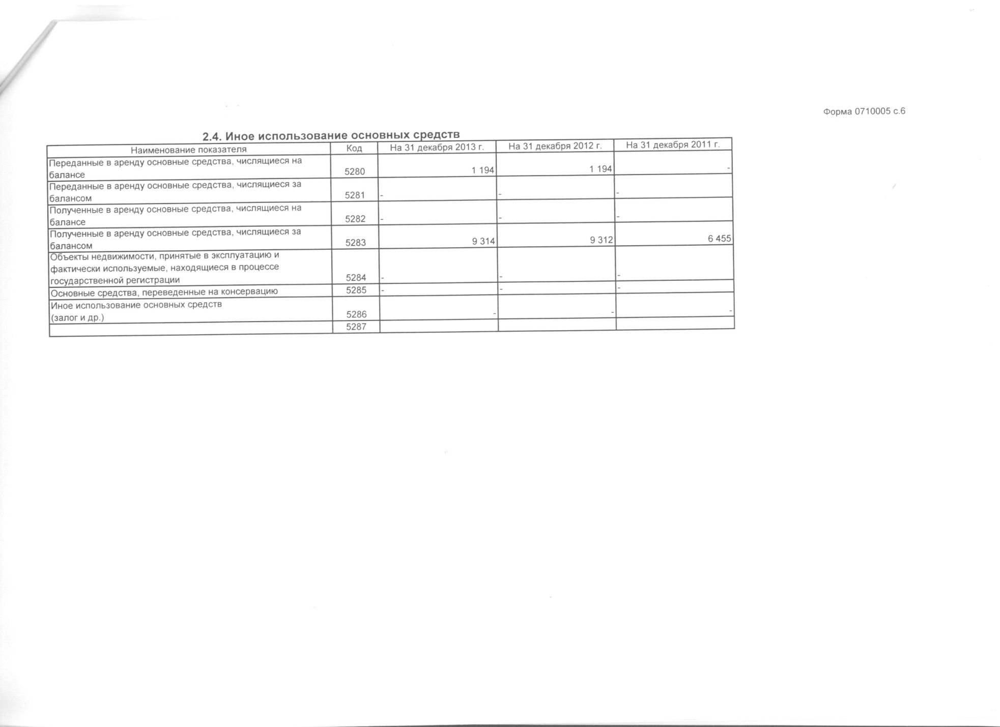 Форма 0710005 с.6
2.4. Иное использование основных средств
Наименование показателя Код На 31 декабря 2013 г. На 31 декабря 2012 г. На 31 декабря 2011 г.
Переданные в аренду основные средства, числящиеся на
балансе 5280 1 194 1 194 -
Переданные в аренду основные средства, числящиеся за
балансом 5281 - - -
Полученные в аренду основные средства, числящиеся на
балансе 5282 - - -
Полученные в аренду основные средства, числящиеся за
балансом 5283 9 314 9 312 6 455
Объекты недвижимости, принятые в эксплуатацию и
фактически используемые, находящиеся в процессе
государственной регистрации 5284 - - -
Основные средства, переведенные на консервацию 5285 - - -
Иное использование основных средств
(залог и др.) 5286 - - -
5287